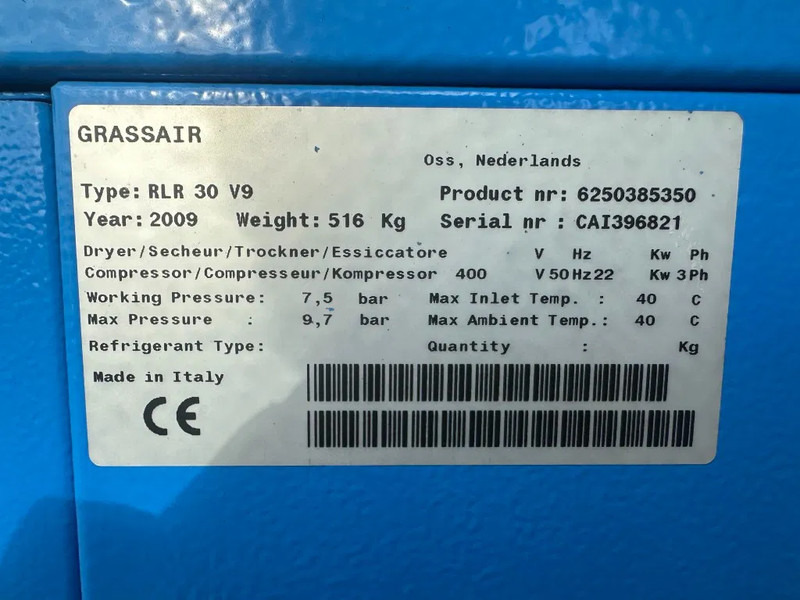 GRASSAIR
Oss, Nederlands
Type: RLR 30 V9 Product nr: 6250385350
Year: 2009 Weight: 516 Kg Serial nr : CAI396821
Dryer/Secheur/Trockner/Essiccatore V Hz Kw Ph
Compressor/Compresseur/Kompressor 400 V 50 Hz 22 Kw 3 Ph
Working Pressure: 7,5 bar Max Inlet Temp. : 40 C
Max Pressure : 9,7 bar Max Ambient Temp.: 40 C
Refrigerant Type: Quantity : Kg
Made in Italy
CE